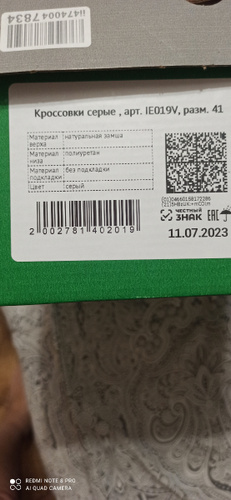 114740047834
Кроссовки серые , арт. IE019V, разм. 41
Материал верха натуральная замша
Материал низа полиуретан
Материал подкладки без подкладки
Цвет серый
ЧЕСТНЫЙ
ЗНАК
11.07.2023
2 002781 402019
REDMI NOTE 8 PRO
AI QUAD CAMERA